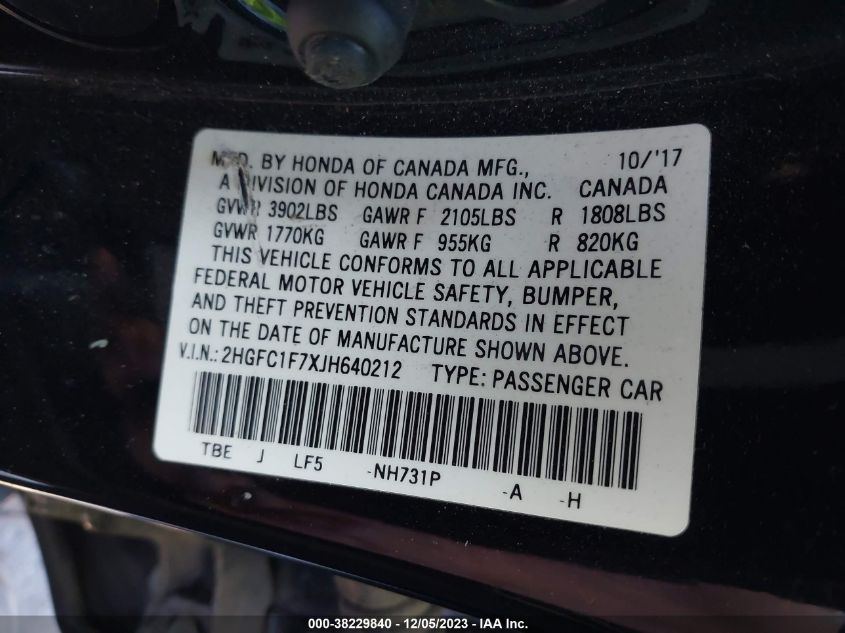 MFD. BY HONDA OF CANADA MFG., 10/'17
A DIVISION OF HONDA CANADA INC. CANADA
GVWR 3902LBS GAWR F 2105LBS R 1808LBS
GVWR 1770KG GAWR F 955KG R 820KG
THIS VEHICLE CONFORMS TO ALL APPLICABLE
FEDERAL MOTOR VEHICLE SAFETY, BUMPER,
AND THEFT PREVENTION STANDARDS IN EFFECT
ON THE DATE OF MANUFACTURE SHOWN ABOVE.
V.I.N.: 2HGFC1F7XJH640212 TYPE: PASSENGER CAR
TBE J LF5 -NH731P -A -H
000-38229840 - 12/05/2023 - IAA Inc.